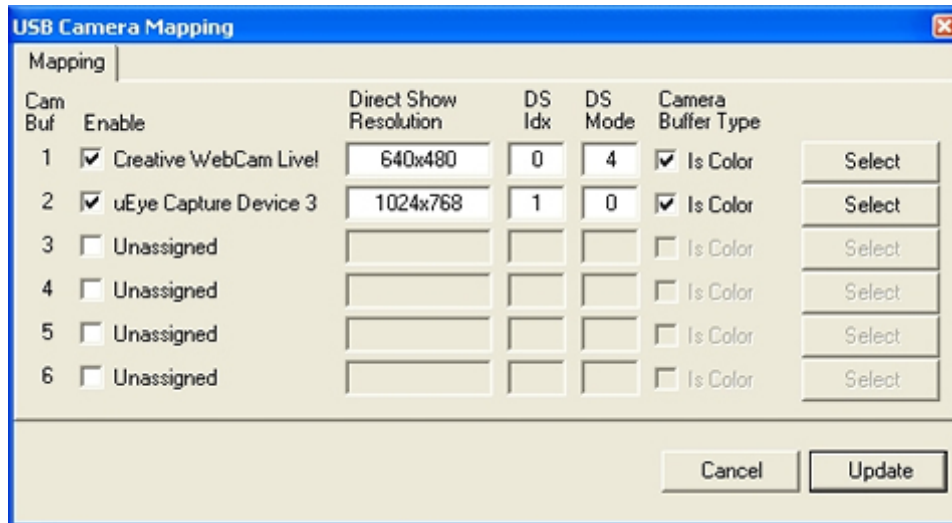 USB Camera Mapping
Mapping
Cam Buf Enable Direct Show Resolution DS Idx DS Mode Camera Buffer Type
1 Creative WebCam Live! 640x480 0 4 Is Color Select
2 uEye Capture Device 3 1024x768 1 0 Is Color Select
3 Unassigned Is Color Select
4 Unassigned Is Color Select
5 Unassigned Is Color Select
6 Unassigned Is Color Select
Cancel Update